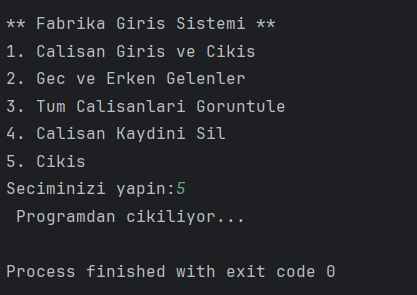 ** Fabrika Giris Sistemi **
1. Calisan Giris ve Cikis
2. Gec ve Erken Gelenler
3. Tum Calisanlari Goruntule
4. Calisan Kaydini Sil
5. Cikis
Seciminizi yapin:5
 Programdan cikiliyor...
Process finished with exit code 0